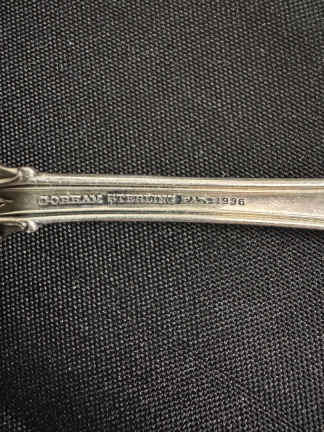 GORHAM STERLING PAT. 1936